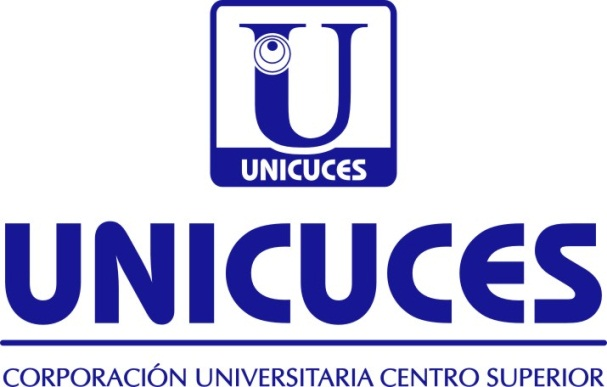 U
UNICUCES
UNICUCES
CORPORACIÓN UNIVERSITARIA CENTRO SUPERIOR